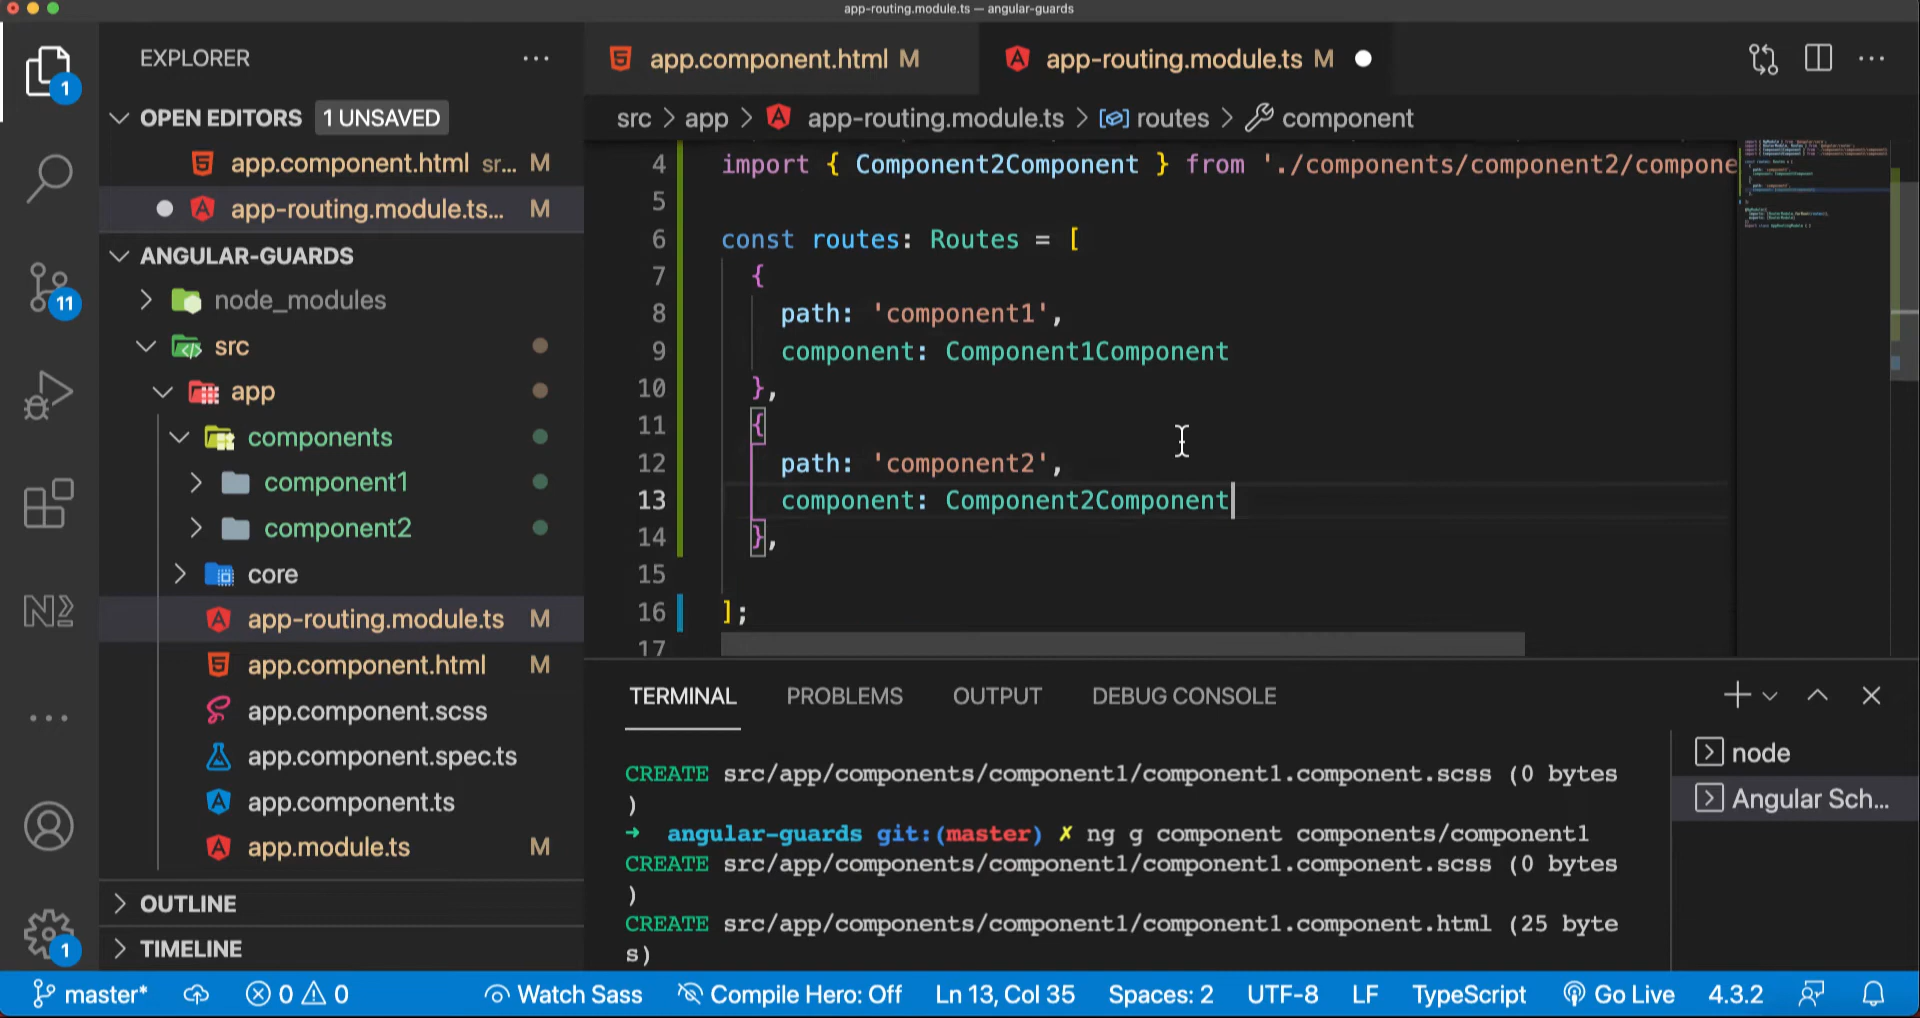 app-routing.module.ts — angular-guards
EXPLORER
OPEN EDITORS 1 UNSAVED
app.component.html sr... M
app-routing.module.ts... M
ANGULAR-GUARDS
node_modules
src
app
components
component1
component2
core
app-routing.module.ts M
app.component.html M
app.component.scss
app.component.spec.ts
app.component.ts
app.module.ts M
OUTLINE
TIMELINE
1
11
1
app.component.html M
app-routing.module.ts M
src > app > app-routing.module.ts > routes > component
4 import { Component2Component } from './components/component2/compone
5
6 const routes: Routes = [
7 {
8 path: 'component1',
9 component: Component1Component
10 },
11 {
12 path: 'component2',
13 component: Component2Component
14 },
15
16 ];
17
TERMINAL PROBLEMS OUTPUT DEBUG CONSOLE
CREATE src/app/components/component1/component1.component.scss (0 bytes
)
➜ angular-guards git:(master) ✗ ng g component components/component1
CREATE src/app/components/component1/component1.component.scss (0 bytes
)
CREATE src/app/components/component1/component1.component.html (25 byte
s)
node
Angular Sch...
master* 0 0 Watch Sass Compile Hero: Off Ln 13, Col 35 Spaces: 2 UTF-8 LF TypeScript Go Live 4.3.2